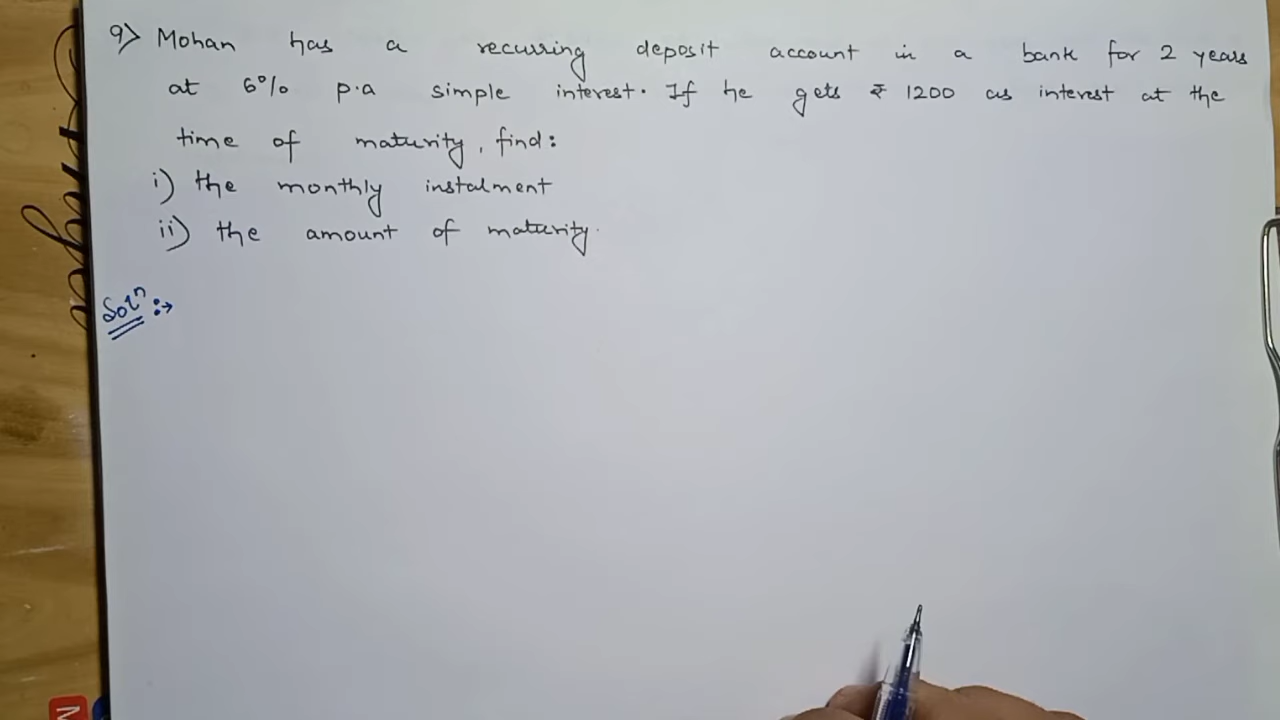 9) Mohan has a recurring deposit account in a bank for 2 years
at 6% p.a simple interest. If he gets ₹ 1200 as interest at the
time of maturity, find:
i) the monthly instalment
ii) the amount of maturity.
Solⁿ :→
M